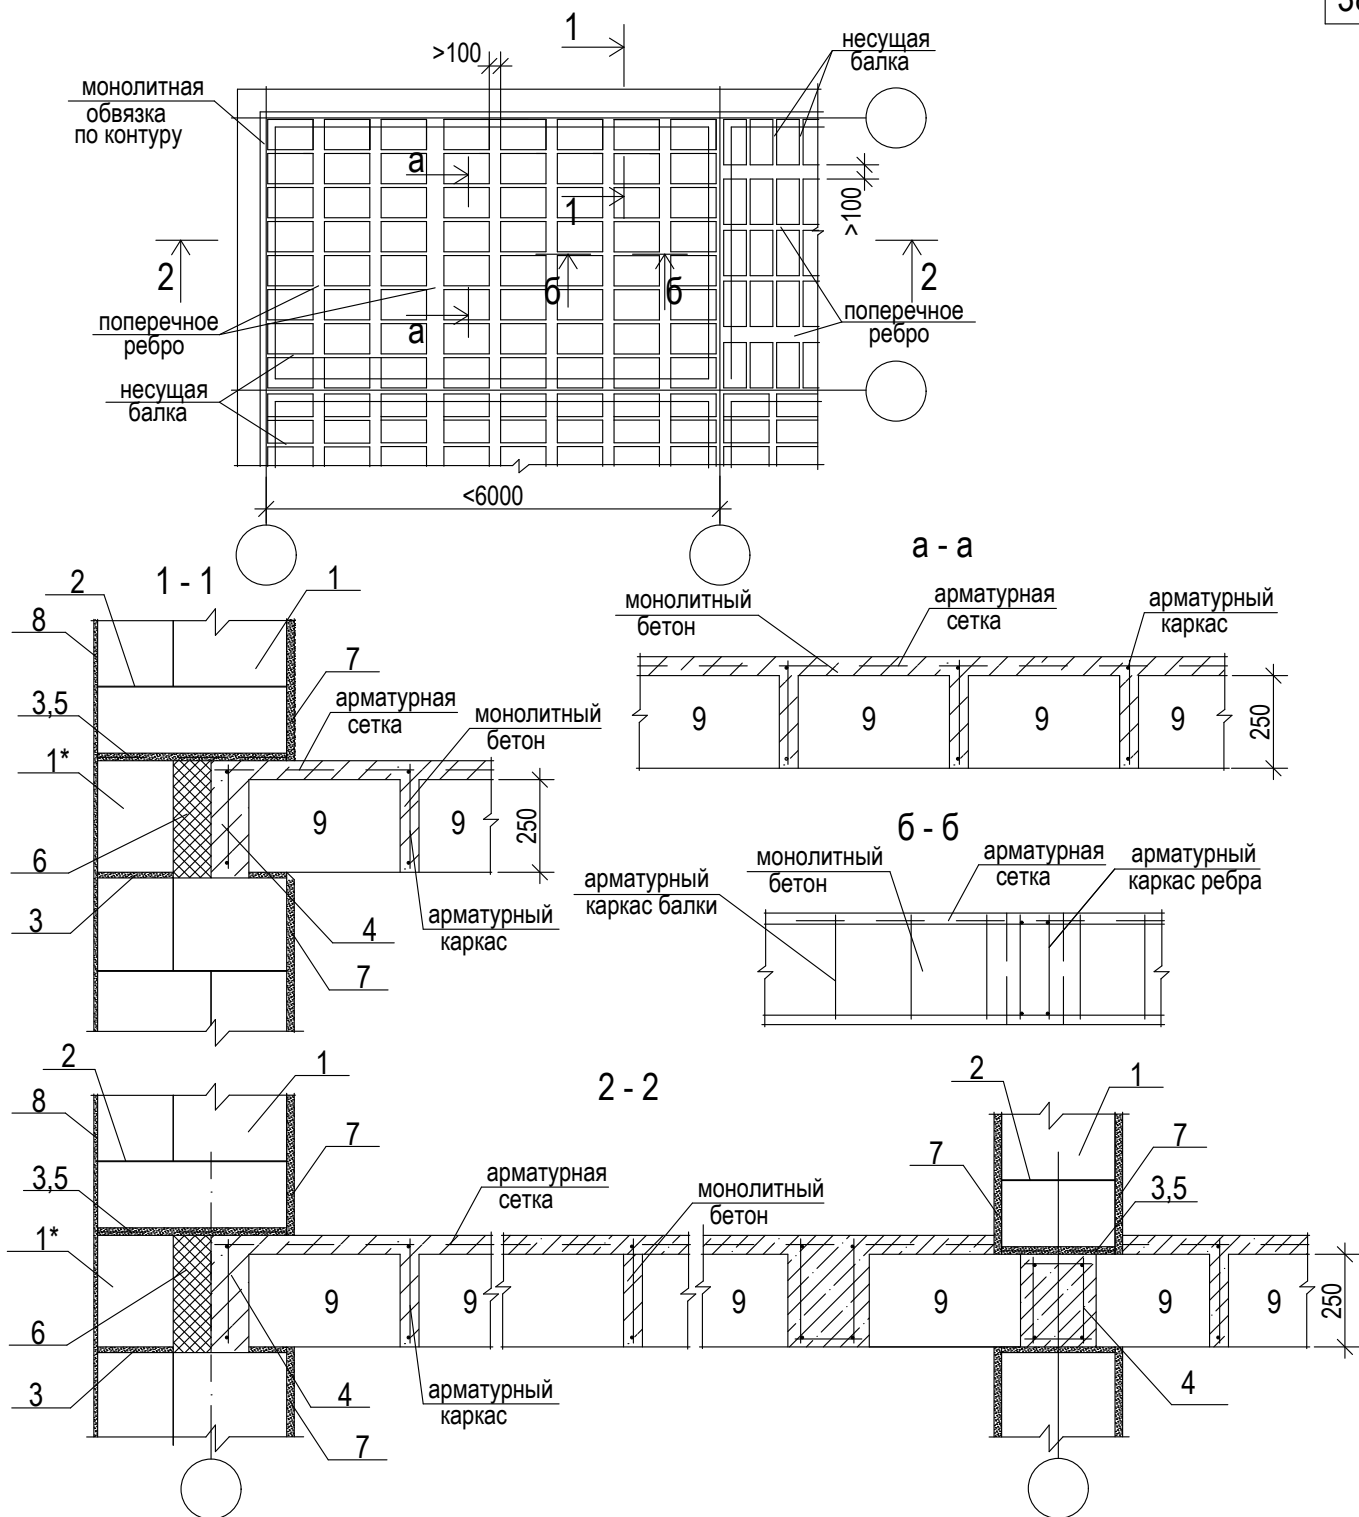 1
>100
несущая
балка
монолитная
обвязка
по контуру
а
1
>100
2
2
б
б
поперечное
ребро
а
поперечное
ребро
несущая
балка
<6000
1 - 1
2
1
8
7
3,5
арматурная
сетка
монолитный
бетон
1*
9
9
250
6
3
4
арматурный
каркас
7
а - а
монолитный
бетон
арматурная
сетка
арматурный
каркас
9
9
9
9
250
б - б
монолитный
бетон
арматурная
сетка
арматурный
каркас ребра
арматурный
каркас балки
2 - 2
2
1
8
7
3,5
арматурная
сетка
монолитный
бетон
2
1
7
7
3,5
1*
9
9
9
9
9
9
250
6
3
4
арматурный
каркас
7
4